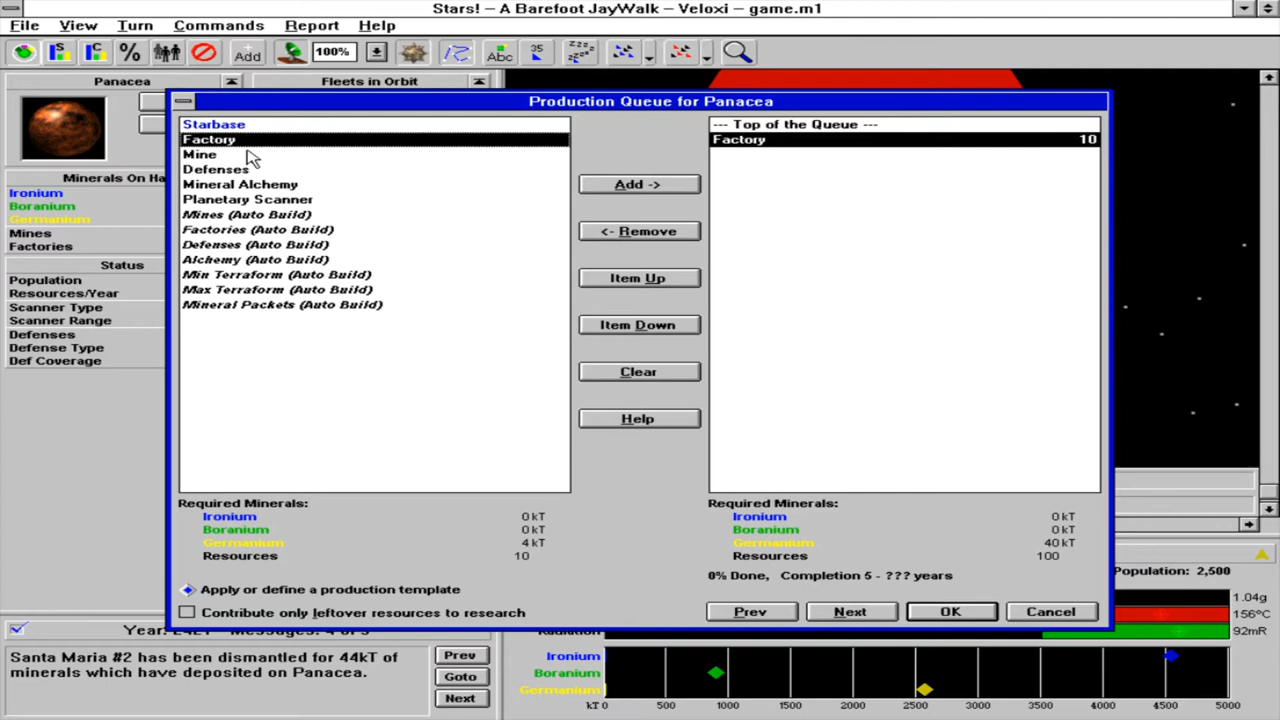 Stars! – A Barefoot JayWalk – Veloxi – game.m1
File View Turn Commands Report Help
S C % Add 100% Abc 35
Panacea
Fleets in Orbit
Production Queue for Panacea
Starbase
Factory
Mine
Defenses
Mineral Alchemy
Planetary Scanner
Mines (Auto Build)
Factories (Auto Build)
Defenses (Auto Build)
Alchemy (Auto Build)
Min Terraform (Auto Build)
Max Terraform (Auto Build)
Mineral Packets (Auto Build)
Add ->
<- Remove
Item Up
Item Down
Clear
Help
--- Top of the Queue ---
Factory 10
Required Minerals:
Ironium 0kT
Boranium 0kT
Germanium 4kT
Resources 10
Required Minerals:
Ironium 0kT
Boranium 0kT
Germanium 40kT
Resources 100
0% Done, Completion 5 - ??? years
Apply or define a production template
Contribute only leftover resources to research
Prev Next OK Cancel
Minerals On Ha
Ironium
Boranium
Germanium
Mines
Factories
Status
Population
Resources/Year
Scanner Type
Scanner Range
Defenses
Defense Type
Def Coverage
Santa Maria #2 has been dismantled for 44kT of
minerals which have deposited on Panacea.
Prev
Goto
Next
Population: 2,500
1.04g
156°C
92mR
Ironium
Boranium
Germanium
kT 0 500 1000 1500 2000 2500 3000 3500 4000 4500 5000